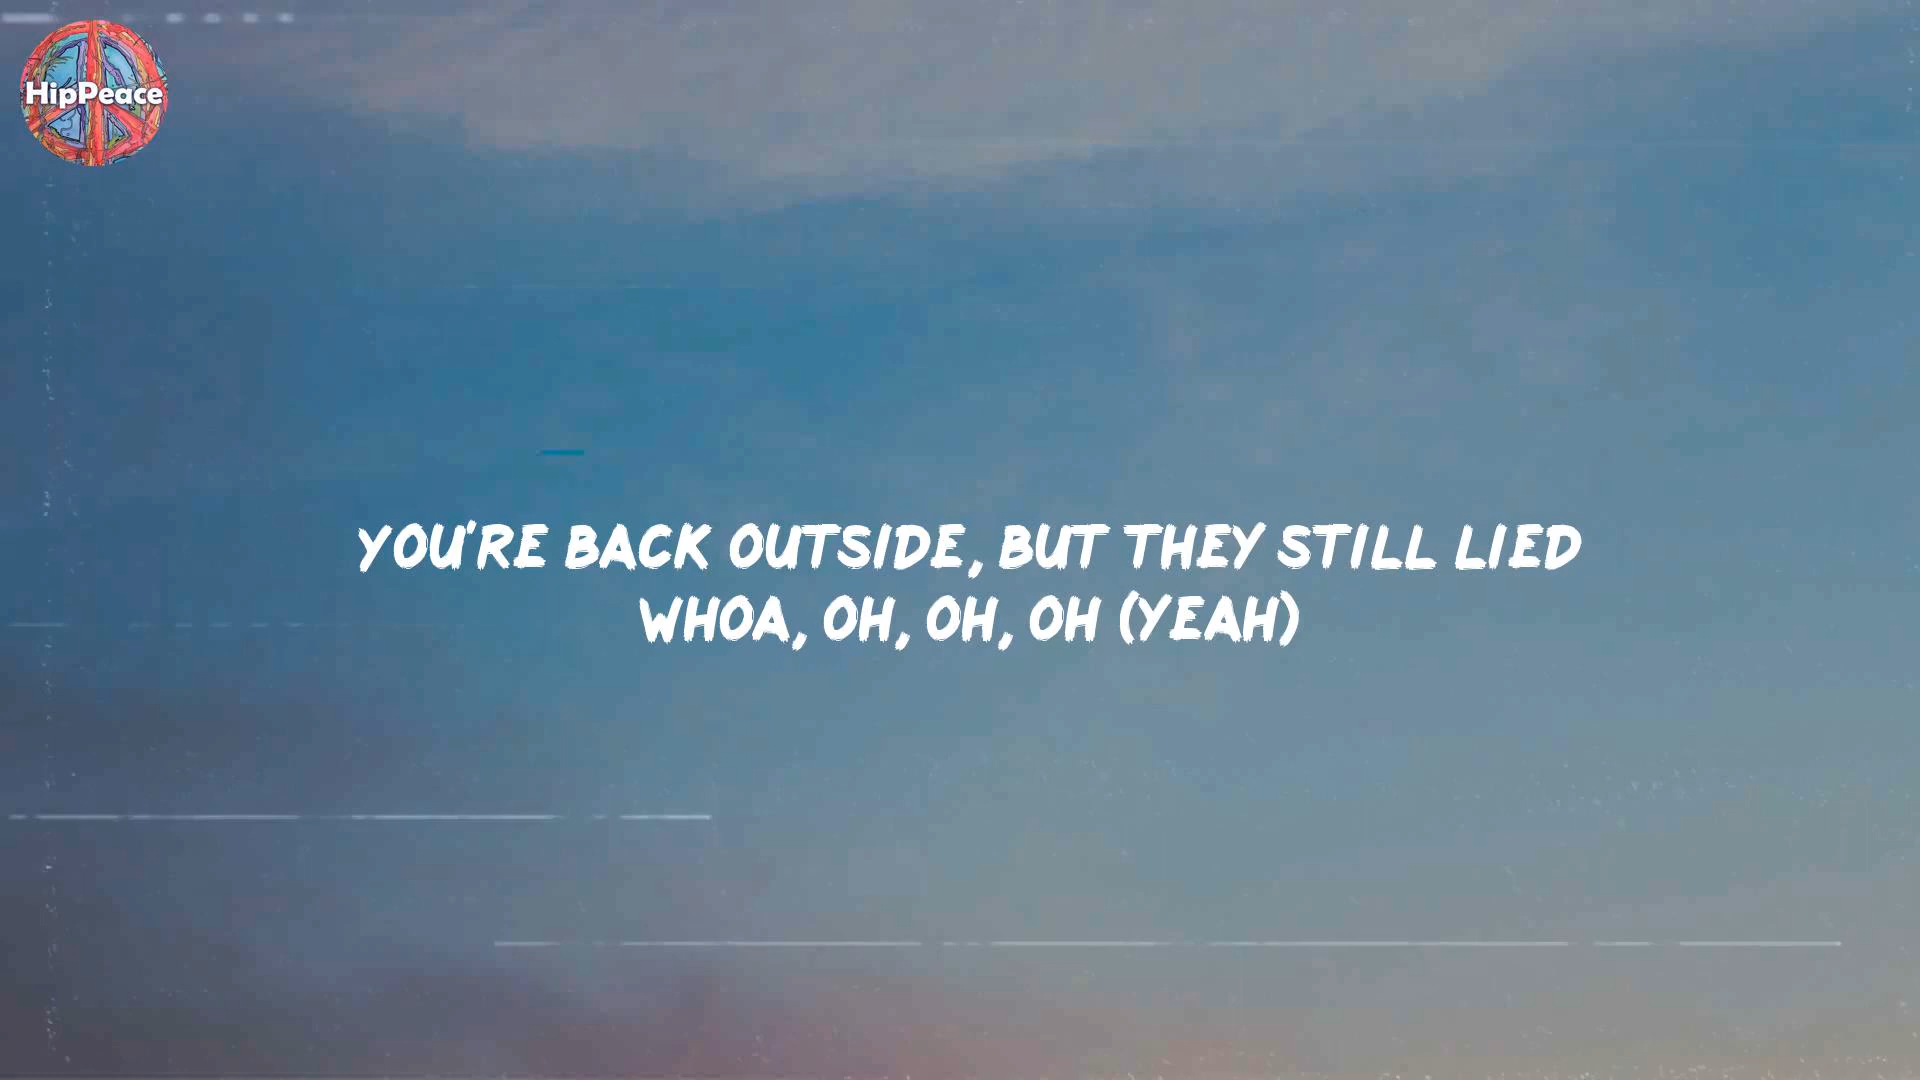 HipPeace
YOU'RE BACK OUTSIDE, BUT THEY STILL LIED
WHOA, OH, OH, OH (YEAH)